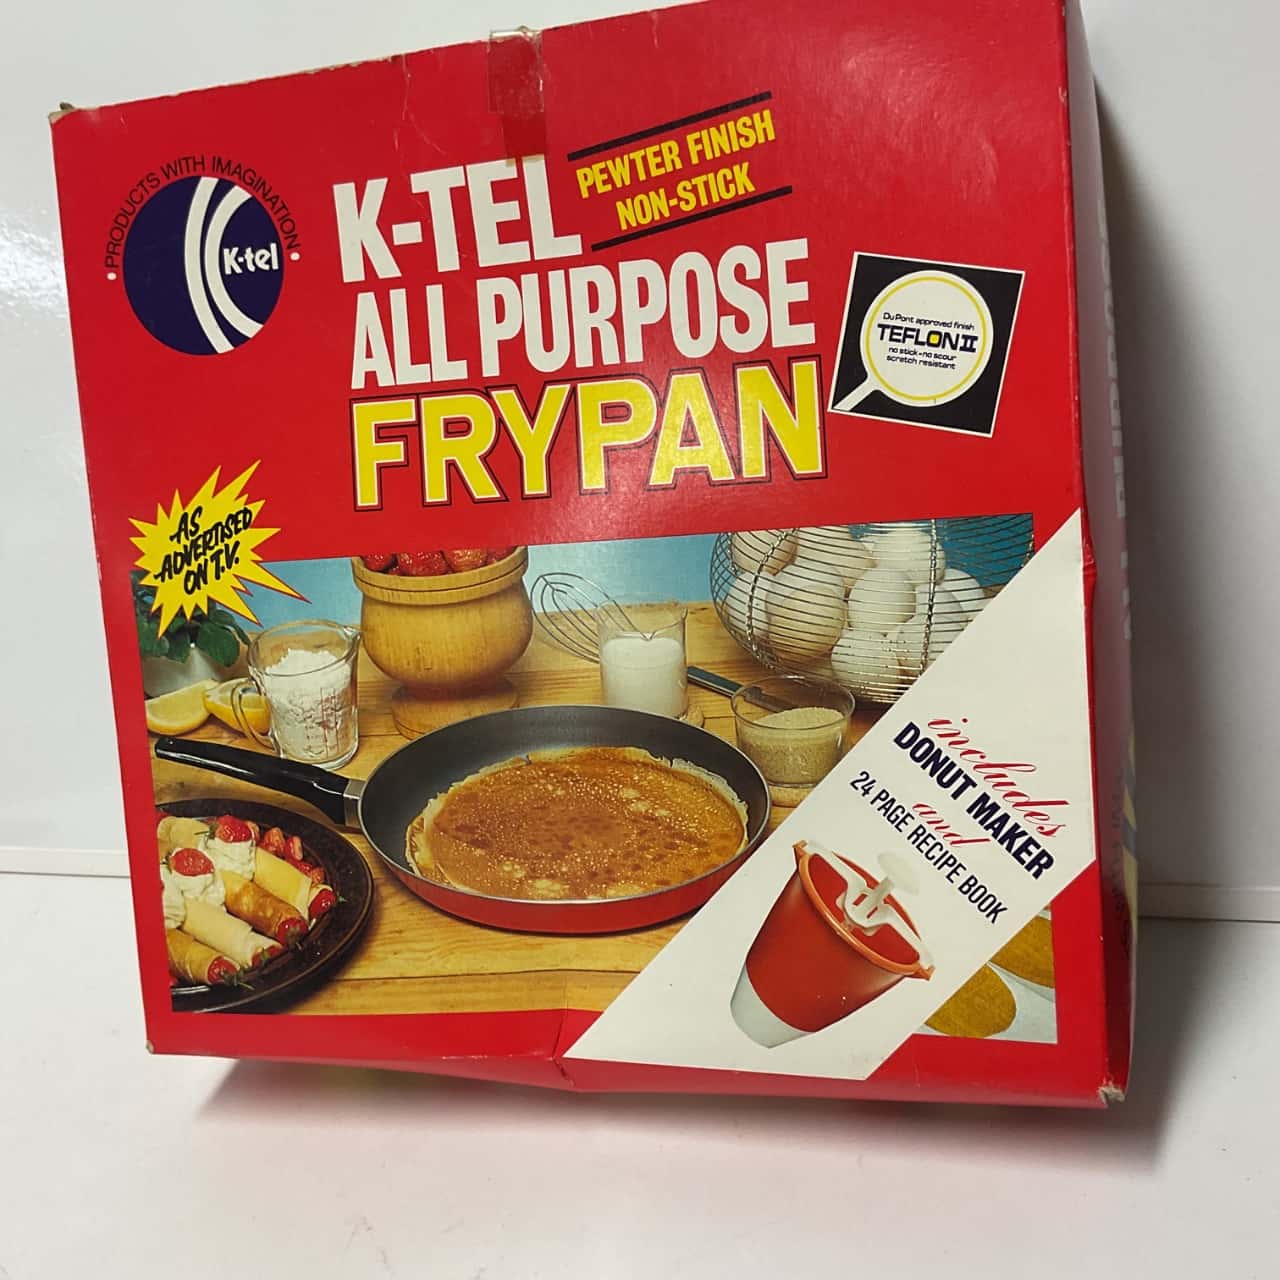 • PRODUCTS WITH IMAGINATION •
K-tel
K-TEL
PEWTER FINISH
NON-STICK
ALL PURPOSE
FRYPAN
Du Pont approved finish
TEFLON II
no stick-no scour
scratch resistant
AS
ADVERTISED
ON T.V.
includes
DONUT MAKER
and
24 PAGE RECIPE BOOK